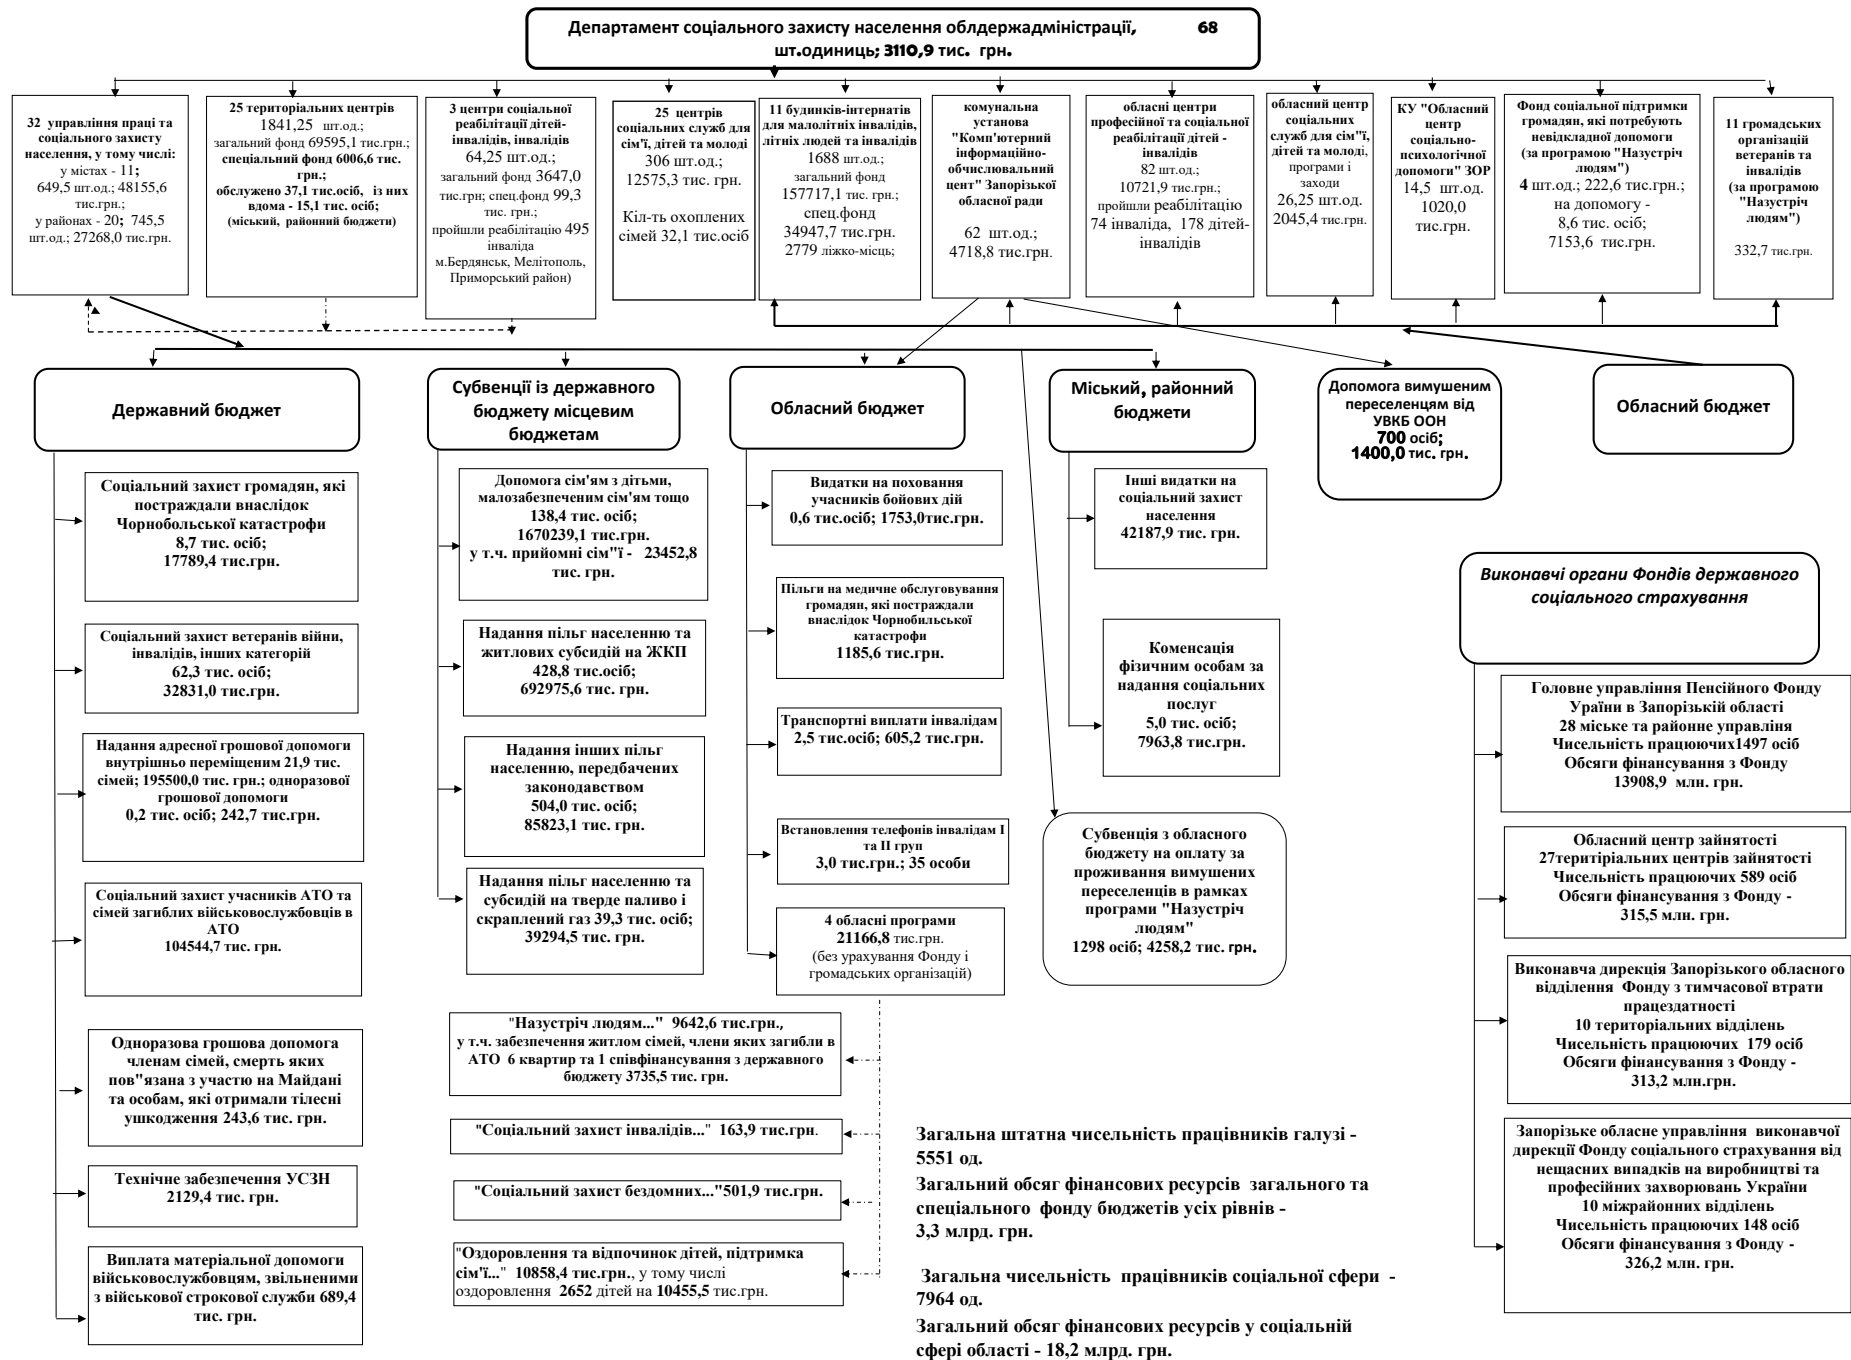 Департамент соціального захисту населення облдержадміністрації, 68
шт.одиниць; 3110,9 тис. грн.
32 управління праці та
соціального захисту
населення, у тому числі:
у містах - 11;
649,5 шт.од.; 48155,6
тис.грн.;
у районах - 20; 745,5
шт.од.; 27268,0 тис.грн.
25 територіальних центрів
1841,25 шт.од.;
загальний фонд 69595,1 тис.грн.;
спеціальний фонд 6006,6 тис.
грн.;
обслужено 37,1 тис.осіб, із них
вдома - 15,1 тис. осіб;
(міський, районний бюджети)
3 центри соціальної
реабілітації дітей-
інвалідів, інвалідів
64,25 шт.од.;
загальний фонд 3647,0
тис.грн; спец.фонд 99,3
тис. грн.;
пройшли реабілітацію 495
інваліда
м.Бердянськ, Мелітополь,
Приморський район)
25 центрів
соціальних служб для
сім'ї, дітей та молоді
306 шт.од.;
12575,3 тис. грн.
Кіл-ть охоплених
сімей 32,1 тис.осіб
11 будинків-інтернатів
для малолітніх інвалідів,
літніх людей та інвалідів
1688 шт.од.;
загальний фонд
157717,1 тис. грн.;
спец.фонд
34947,7 тис.грн.
2779 ліжко-місць;
комунальна
установа
"Комп'ютерний
інформаційно-
обчислювальний
цент" Запорізької
обласної ради
62 шт.од.;
4718,8 тис.грн.
обласні центри
професійної та соціальної
реабілітації дітей -
інвалідів
82 шт.од.;
10721,9 тис.грн.;
пройшли реабілітацію
74 інваліда, 178 дітей-
інвалідів
обласний центр
соціальних
служб для сім"ї,
дітей та молоді,
програми і
заходи
26,25 шт.од.
2045,4 тис.грн.
КУ "Обласний
центр
соціально-
психологічної
допомоги" ЗОР
14,5 шт.од.
1020,0
тис.грн.
Фонд соціальної підтримки
громадян, які потребують
невідкладної допомоги
(за програмою "Назустріч
людям")
4 шт.од.; 222,6 тис.грн.;
на допомогу -
8,6 тис. осіб;
7153,6 тис.грн.
11 громадських
організацій
ветеранів та
інвалідів
(за програмою
"Назустріч
людям")
332,7 тис.грн.
Державний бюджет
Субвенції із державного
бюджету місцевим
бюджетам
Обласний бюджет
Міський, районний
бюджети
Допомога вимушеним
переселенцям від
УВКБ ООН
700 осіб;
1400,0 тис. грн.
Обласний бюджет
Соціальний захист громадян, які
постраждали внаслідок
Чорнобольської катастрофи
8,7 тис. осіб;
17789,4 тис.грн.
Соціальний захист ветеранів війни,
інвалідів, інших категорій
62,3 тис. осіб;
32831,0 тис.грн.
Надання адресної грошової допомоги
внутрішньо переміщеним 21,9 тис.
сімей; 195500,0 тис. грн.; одноразової
грошової допомоги
0,2 тис. осіб; 242,7 тис.грн.
Соціальний захист учасників АТО та
сімей загиблих військовослужбовців в
АТО
104544,7 тис. грн.
Одноразова грошова допомога
членам сімей, смерть яких
пов"язана з участю на Майдані
та особам, які отримали тілесні
ушкодження 243,6 тис. грн.
Технічне забезпечення УСЗН
2129,4 тис. грн.
Виплата матеріальної допомоги
військовослужбовцям, звільненими
з військової строкової служби 689,4
тис. грн.
Допомога сім'ям з дітьми,
малозабезпеченим сім'ям тощо
138,4 тис. осіб;
1670239,1 тис.грн.
у т.ч. прийомні сім"ї - 23452,8
тис. грн.
Надання пільг населенню та
житлових субсидій на ЖКП
428,8 тис.осіб;
692975,6 тис. грн.
Надання інших пільг
населенню, передбачених
законодавством
504,0 тис. осіб;
85823,1 тис. грн.
Надання пільг населенню та
субсидій на тверде паливо і
скраплений газ 39,3 тис. осіб;
39294,5 тис. грн.
Видатки на поховання
учасників бойових дій
0,6 тис.осіб; 1753,0тис.грн.
Пільги на медичне обслуговування
громадян, які постраждали
внаслідок Чорнобильської
катастрофи
1185,6 тис.грн.
Транспортні виплати інвалідам
2,5 тис.осіб; 605,2 тис.грн.
Встановлення телефонів інвалідам І
та ІІ груп
3,0 тис.грн.; 35 особи
4 обласні програми
21166,8 тис.грн.
(без урахування Фонду і
громадських організацій)
Інші видатки на
соціальний захист
населення
42187,9 тис. грн.
Коменсація
фізичним особам за
надання соціальних
послуг
5,0 тис. осіб;
7963,8 тис.грн.
Субвенція з обласного
бюджету на оплату за
проживання вимушених
переселенців в рамках
програми "Назустріч
людям"
1298 осіб; 4258,2 тис. грн.
Виконавчі органи Фондів державного
соціального страхування
Головне управління Пенсійного Фонду
Ураїни в Запорізькій області
28 міське та районне управліня
Чисельність працюючих1497 осіб
Обсяги фінансування з Фонду
13908,9 млн. грн.
Обласний центр зайнятості
27теритіріальних центрів зайнятості
Чисельність працюючих 589 осіб
Обсяги фінансування з Фонду -
315,5 млн. грн.
Виконавча дирекція Запорізького обласного
відділення Фонду з тимчасової втрати
працездатності
10 територіальних відділень
Чисельність працюючих 179 осіб
Обсяги фінансування з Фонду -
313,2 млн.грн.
Запорізьке обласне управління виконавчої
дирекції Фонду соціального страхування від
нещасних випадків на виробництві та
професійних захворювань України
10 міжрайонних відділень
Чисельність працюючих 148 осіб
Обсяги фінансування з Фонду -
326,2 млн. грн.
"Назустріч людям..." 9642,6 тис.грн.,
у т.ч. забезпечення житлом сімей, члени яких загибли в
АТО 6 квартир та 1 співфінансування з державного
бюджету 3735,5 тис. грн.
"Соціальний захист інвалідів..." 163,9 тис.грн.
"Соціальний захист бездомних..."501,9 тис.грн.
"Оздоровлення та відпочинок дітей, підтримка
сім'ї..." 10858,4 тис.грн., у тому числі
оздоровлення 2652 дітей на 10455,5 тис.грн.
Загальна штатна чисельність працівників галузі -
5551 од.
Загальний обсяг фінансових ресурсів загального та
спеціального фонду бюджетів усіх рівнів -
3,3 млрд. грн.
Загальна чисельність працівників соціальної сфери -
7964 од.
Загальний обсяг фінансових ресурсів у соціальній
сфері області - 18,2 млрд. грн.